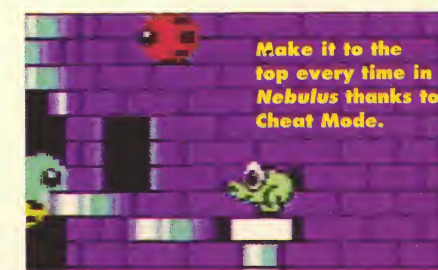 Make it to the
top every time in
Nebulus thanks to
Cheat Mode.